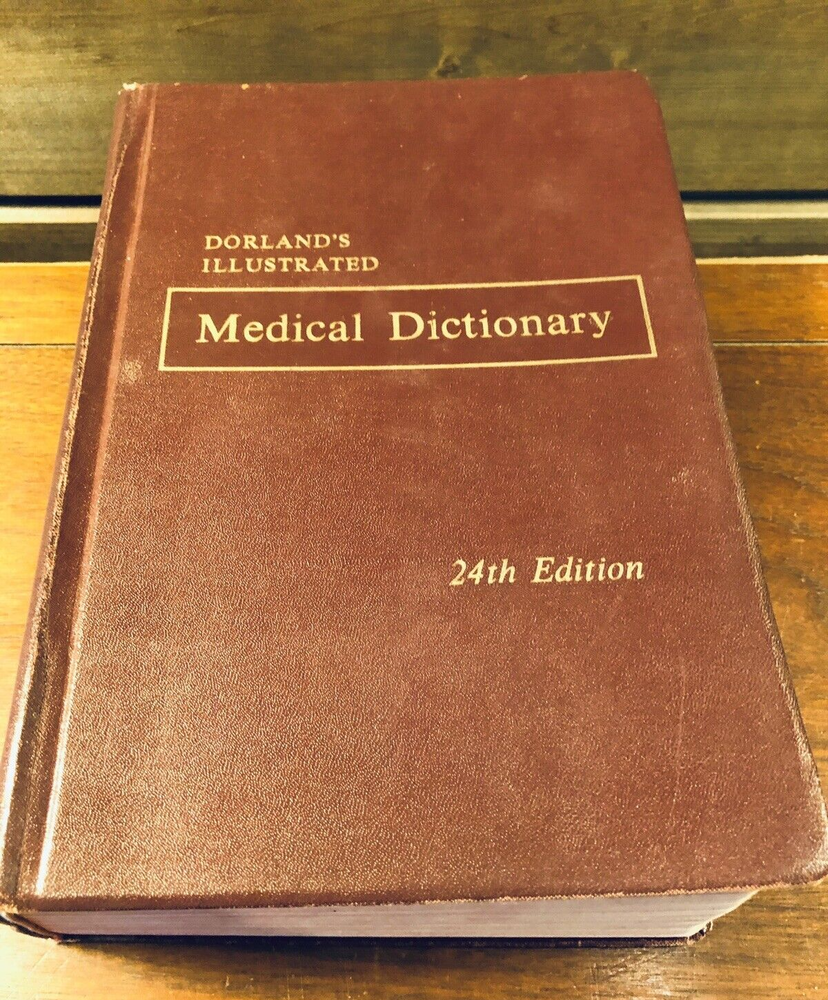 DORLAND'S
ILLUSTRATED
Medical Dictionary
24th Edition